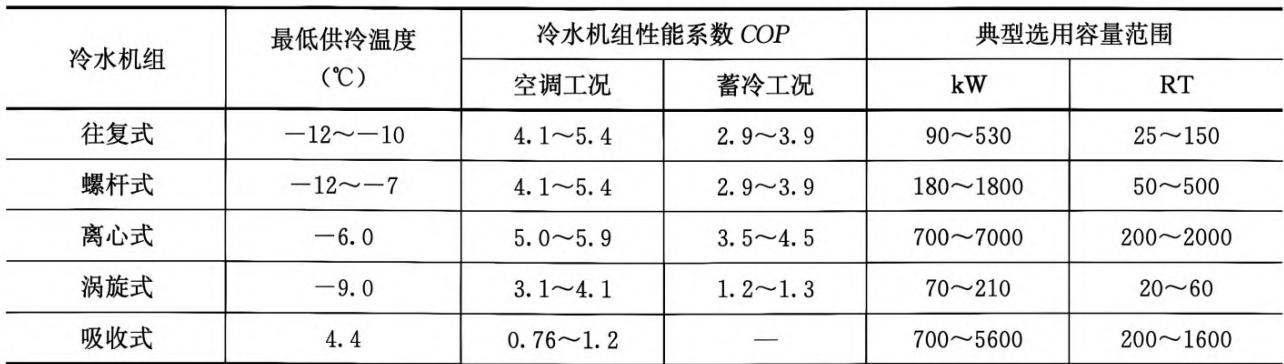 冷水机组 最低供冷温度（℃） 冷水机组性能系数 COP 典型选用容量范围
空调工况 蓄冷工况 kW RT
往复式 —12～—10 4.1～5.4 2.9～3.9 90～530 25～150
螺杆式 —12～—7 4.1～5.4 2.9～3.9 180～1800 50～500
离心式 —6.0 5.0～5.9 3.5～4.5 700～7000 200～2000
涡旋式 —9.0 3.1～4.1 1.2～1.3 70～210 20～60
吸收式 4.4 0.76～1.2 — 700～5600 200～1600